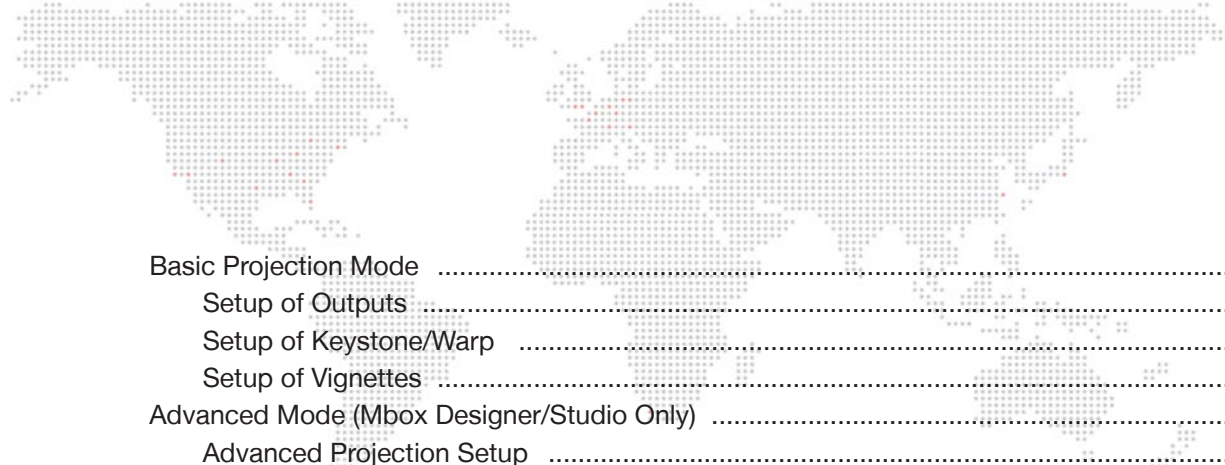 Basic Projection Mode ................................................................................
Setup of Outputs ................................................................................
Setup of Keystone/Warp ................................................................................
Setup of Vignettes ................................................................................
Advanced Mode (Mbox Designer/Studio Only) ................................................................................
Advanced Projection Setup ................................................................................